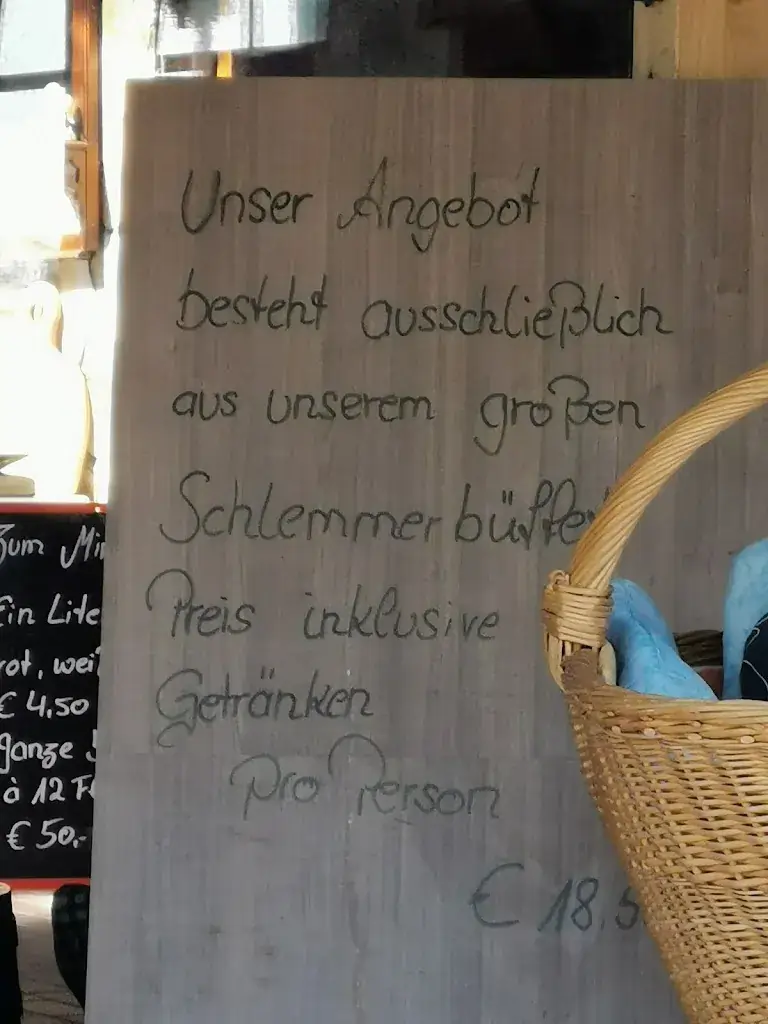 Unser Angebot
besteht ausschließlich
aus unserem großen
Schlemmerbüffe
Preis inklusive
Getränken
pro Person
€ 18,5
Zum Mi
Ein Lite
rot, wei
€ 4,50
ganze
à 12 F
€ 50,-